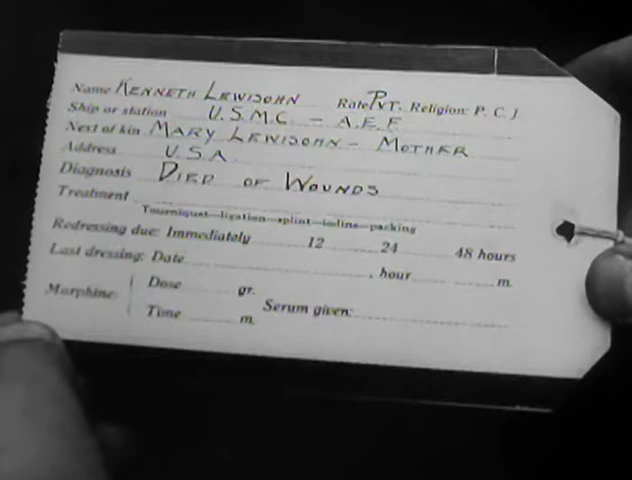 Name KENNETH LEWISOHN Rate PVT. Religion: P. C. J
Ship or station U.S.M.C. - A.E.F.
Next of kin MARY LEWISOHN - MOTHER
Address U.S.A.
Diagnosis DIED OF WOUNDS
Treatment
Tourniquet—ligation—splint—iodine—packing
Redressing due: Immediately 12 24 48 hours
Last dressing: Date , hour m.
Morphine: Dose gr. Serum given:
Time m.